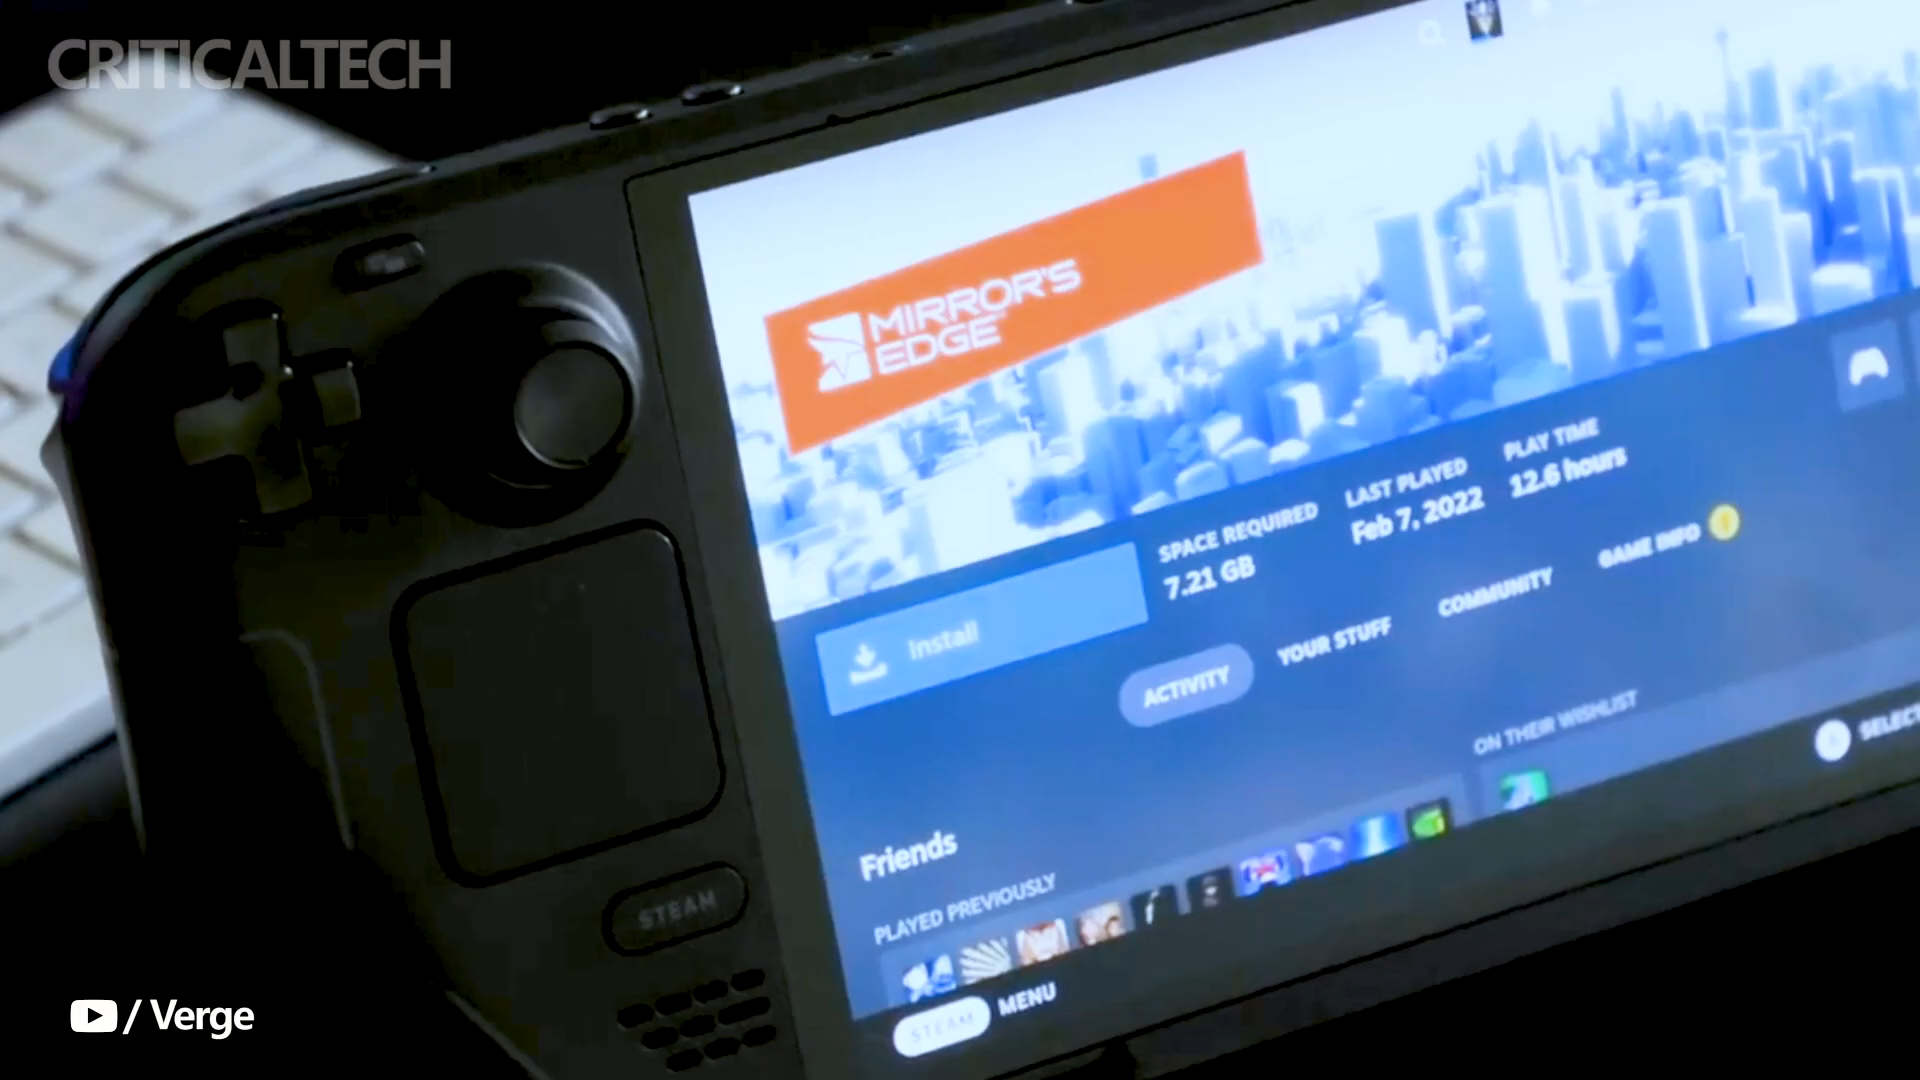 CRITICALTECH
MIRROR'S
EDGE
PLAY TIME
12.6 hours
LAST PLAYED
Feb 7, 2022
SPACE REQUIRED
7.21 GB
Install
GAME INFO
COMMUNITY
YOUR STUFF
ACTIVITY
ON THEIR WISHLIST
SELECT
Friends
PLAYED PREVIOUSLY
STEAM
STEAM MENU
/ Verge